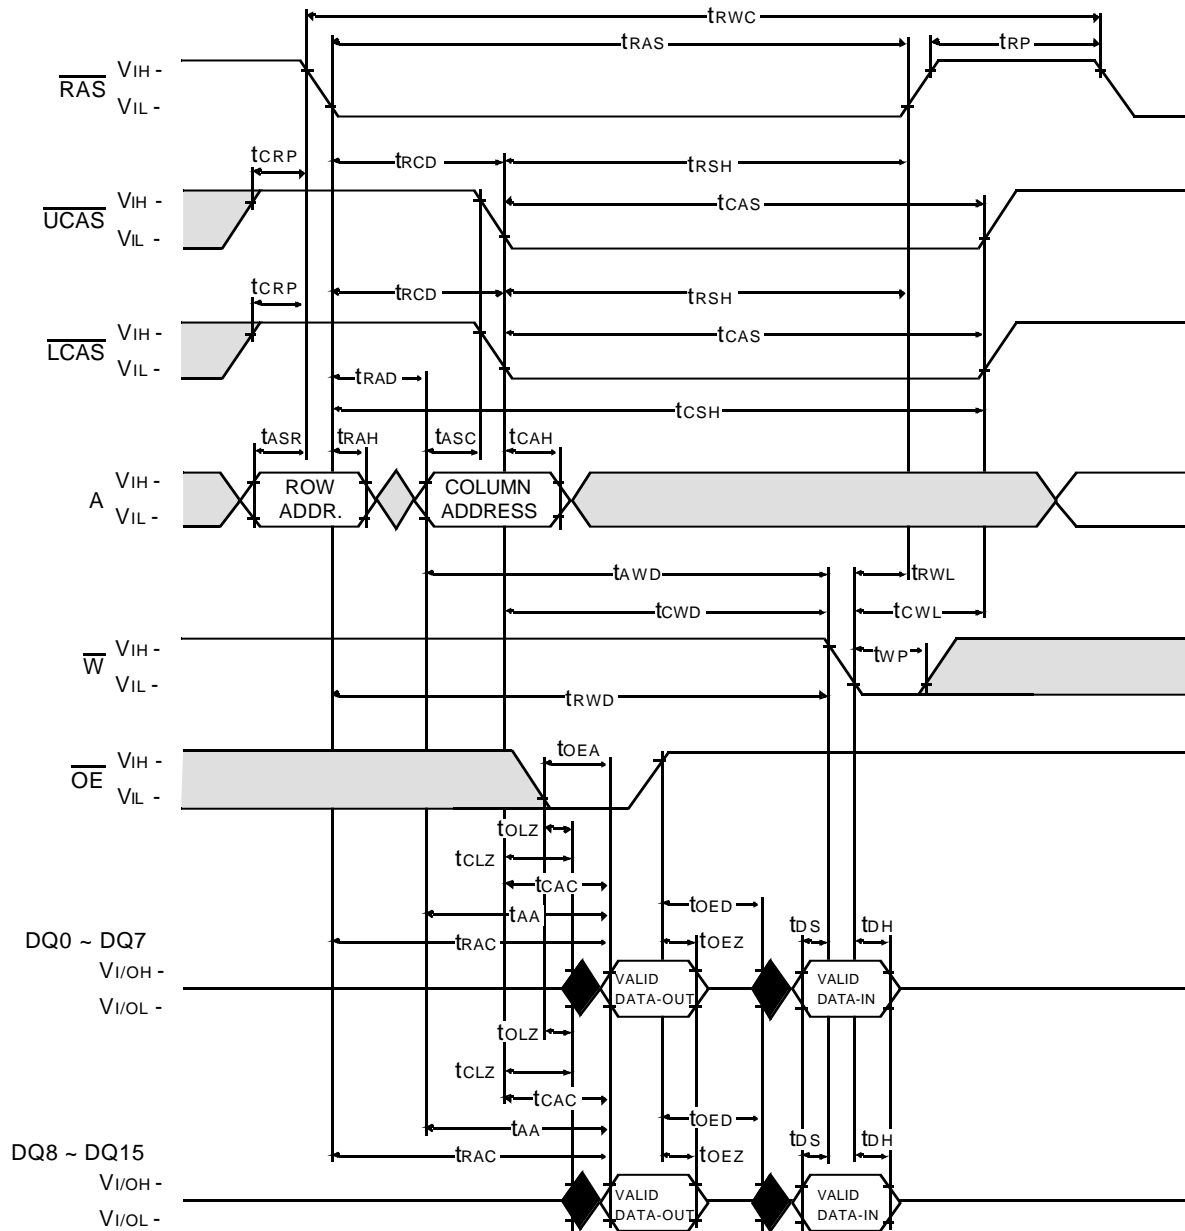 tRWC
tRAS
tRP
RAS
VIH -
VIL -
tCRP
tRCD
tRSH
UCAS
VIH -
VIL -
tCAS
tCRP
tRCD
tRSH
LCAS
VIH -
VIL -
tCAS
tRAD
tCSH
tASR
tRAH
tASC
tCAH
A
VIH -
VIL -
ROW
ADDR.
COLUMN
ADDRESS
tAWD
tRWL
tCWD
tCWL
W
VIH -
VIL -
tWP
tRWD
OE
VIH -
VIL -
tOEA
tOLZ
tCLZ
tCAC
tOED
tAA
tDS
tDH
DQ0 ~ DQ7
tRAC
tOEZ
VI/OH -
VI/OL -
VALID
DATA-OUT
VALID
DATA-IN
tOLZ
tCLZ
tCAC
tOED
tAA
tDS
tDH
DQ8 ~ DQ15
tRAC
tOEZ
VI/OH -
VI/OL -
VALID
DATA-OUT
VALID
DATA-IN